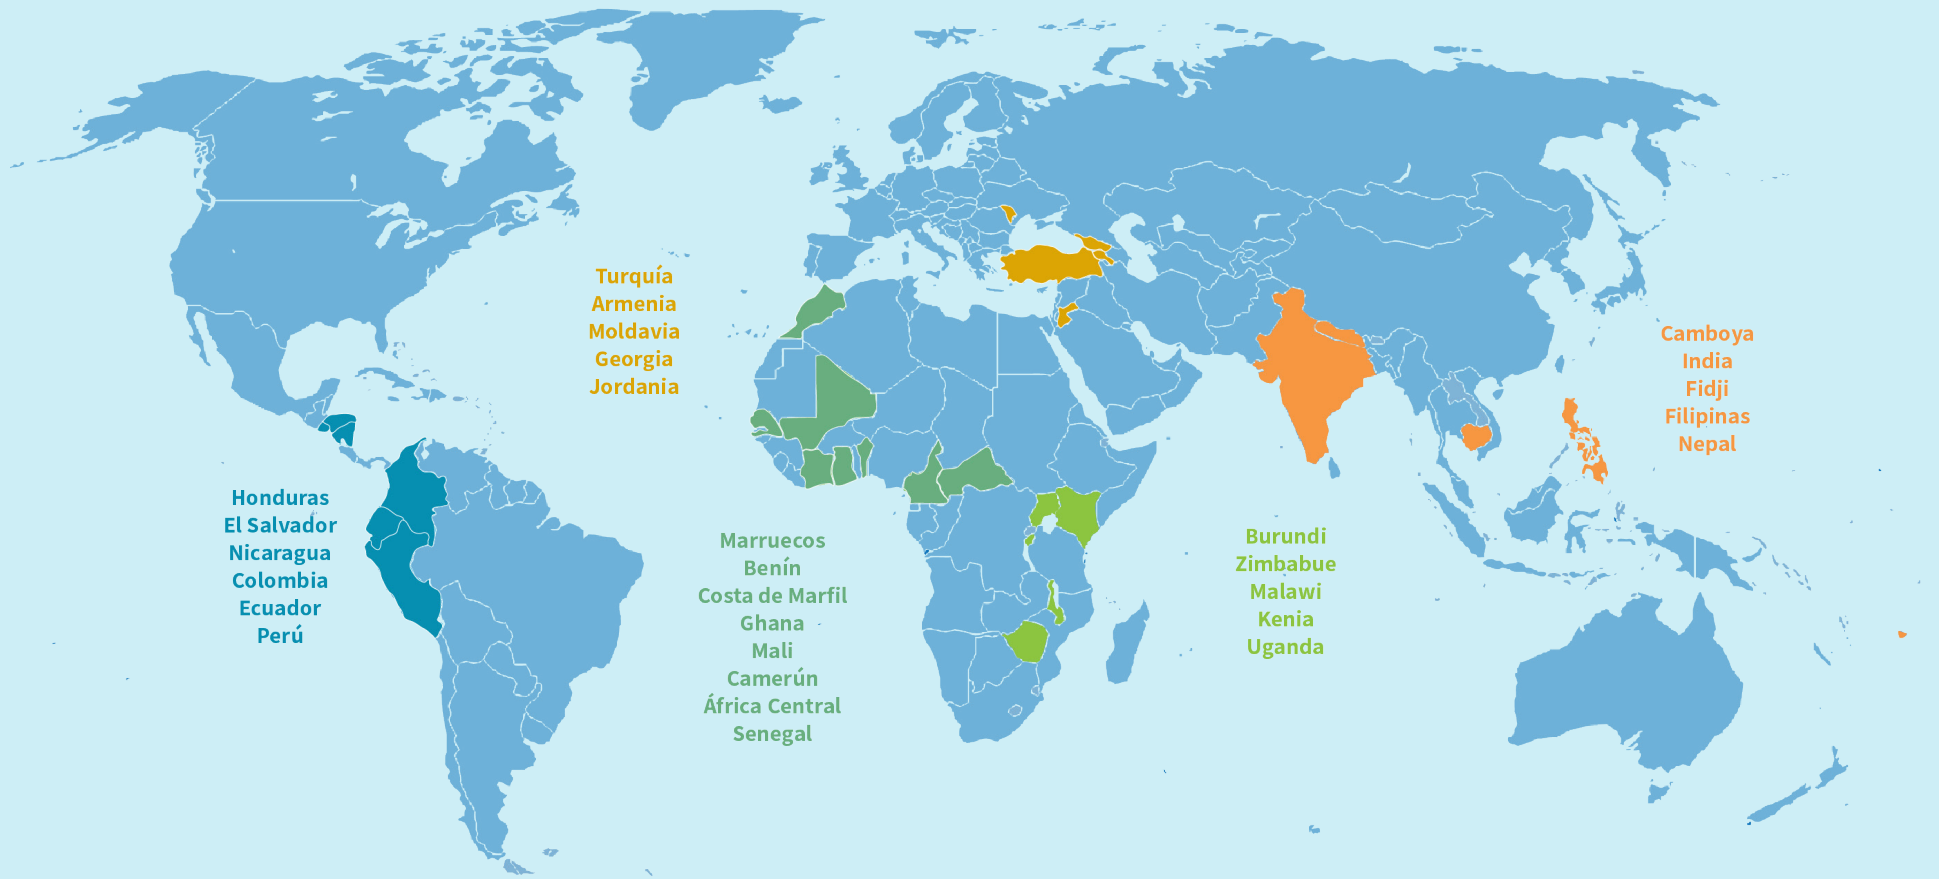 Turquía
Armenia
Moldavia
Georgia
Jordania
Camboya
India
Fidji
Filipinas
Nepal
Honduras
El Salvador
Nicaragua
Colombia
Ecuador
Perú
Marruecos
Benín
Costa de Marfil
Ghana
Mali
Camerún
África Central
Senegal
Burundi
Zimbabue
Malawi
Kenia
Uganda